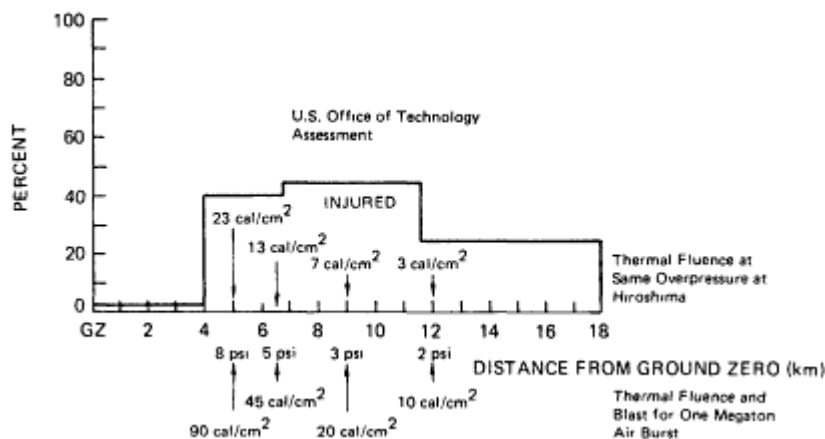 100
80
60
40
20
0
PERCENT
U.S. Office of Technology
Assessment
INJURED
23 cal/cm²
13 cal/cm²
7 cal/cm²
3 cal/cm²
Thermal Fluence at
Same Overpressure at
Hiroshima
GZ 2 4 6 8 10 12 14 16 18
8 psi 5 psi 3 psi 2 psi
DISTANCE FROM GROUND ZERO (km)
45 cal/cm²
10 cal/cm²
90 cal/cm²
20 cal/cm²
Thermal Fluence and
Blast for One Megaton
Air Burst